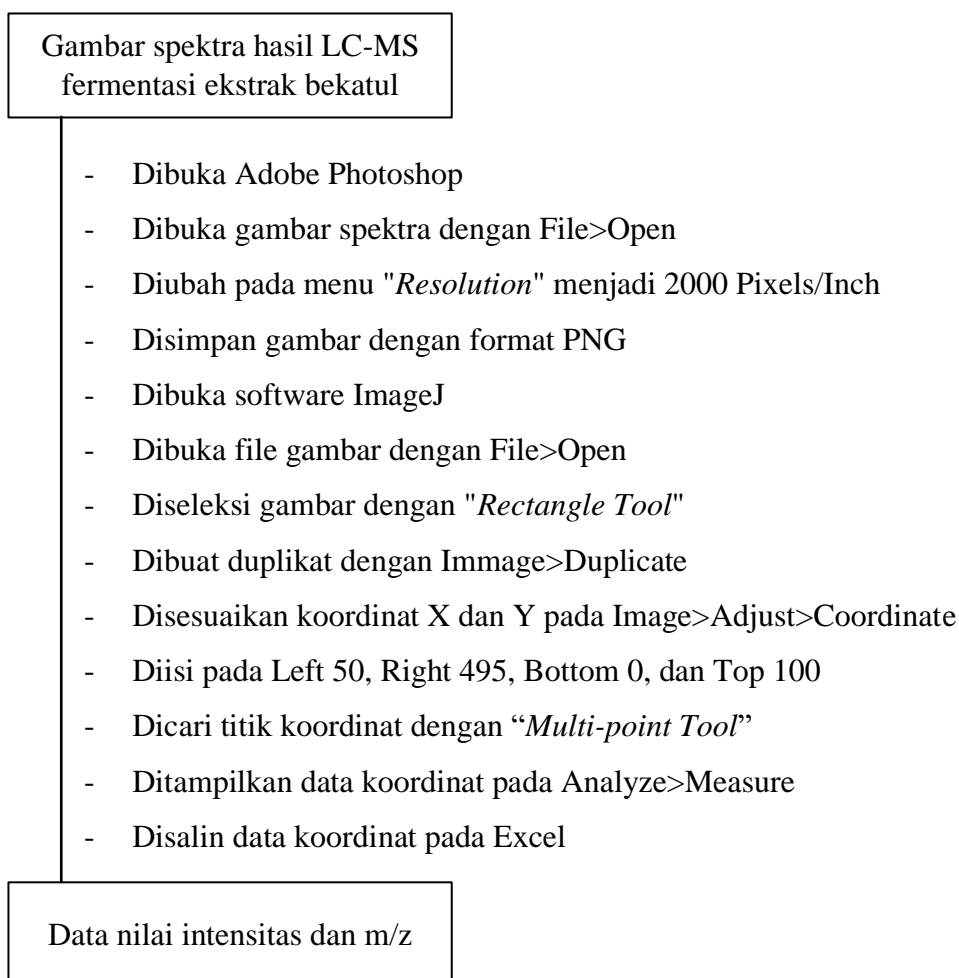 Gambar spektra hasil LC-MS
fermentasi ekstrak bekatul
- Dibuka Adobe Photoshop
- Dibuka gambar spektra dengan File>Open
- Diubah pada menu "Resolution" menjadi 2000 Pixels/Inch
- Disimpan gambar dengan format PNG
- Dibuka software ImageJ
- Dibuka file gambar dengan File>Open
- Diseleksi gambar dengan "Rectangle Tool"
- Dibuat duplikat dengan Immage>Duplicate
- Disesuaikan koordinat X dan Y pada Image>Adjust>Coordinate
- Diisi pada Left 50, Right 495, Bottom 0, dan Top 100
- Dicari titik koordinat dengan “Multi-point Tool”
- Ditampilkan data koordinat pada Analyze>Measure
- Disalin data koordinat pada Excel
Data nilai intensitas dan m/z